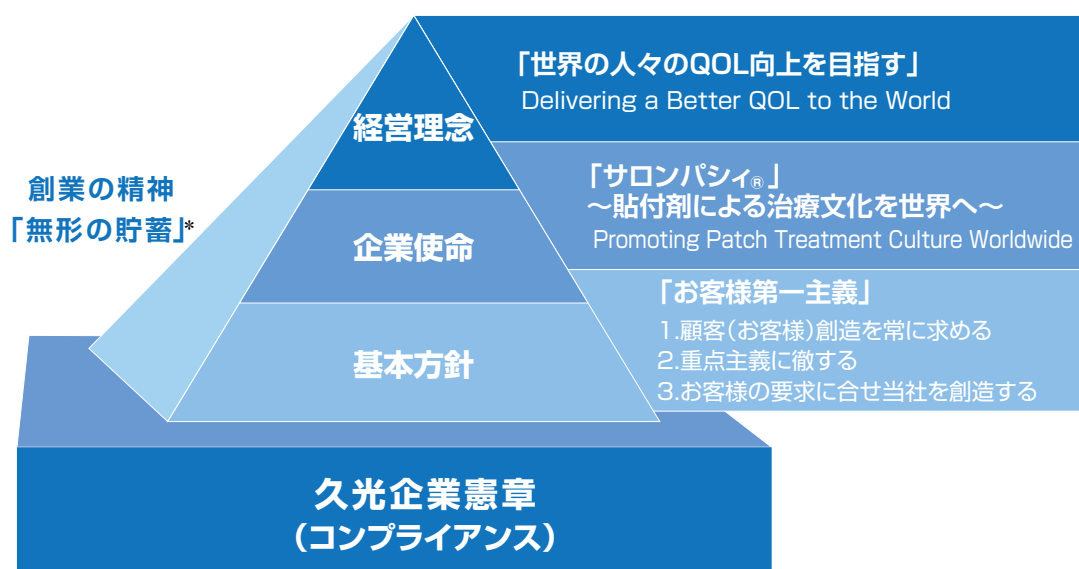 創業の精神
「無形の貯蓄」*
経営理念
「世界の人々のQOL向上を目指す」
Delivering a Better QOL to the World
企業使命
「サロンパシィ®」
〜貼付剤による治療文化を世界へ〜
Promoting Patch Treatment Culture Worldwide
基本方針
「お客様第一主義」
1.顧客(お客様)創造を常に求める
2.重点主義に徹する
3.お客様の要求に合せ当社を創造する
久光企業憲章
(コンプライアンス)